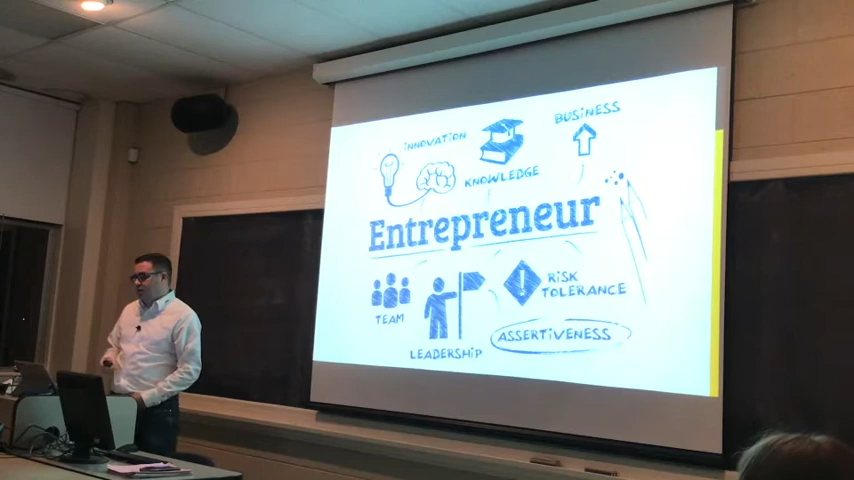 iNNOVATiON
KNOWLEDGE
BUSiNESS
Entrepreneur
TEAM
LEADERSHiP
RiSK
TOLERANCE
ASSERTiVENESS